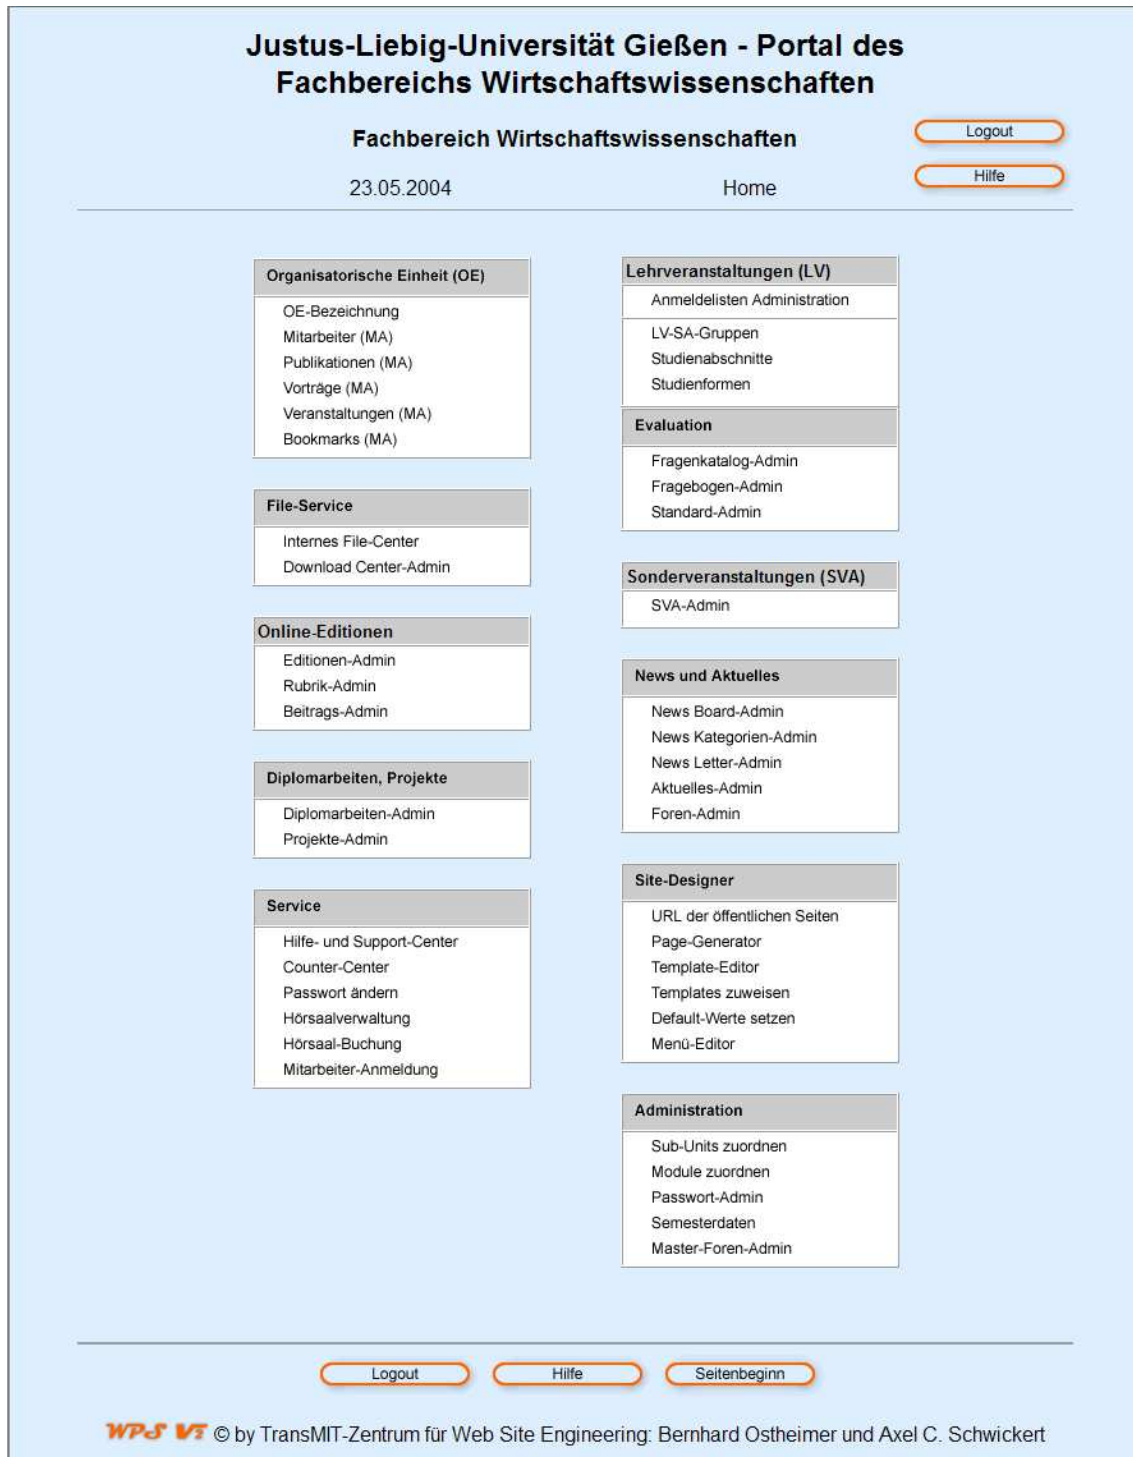 Justus-Liebig-Universität Gießen - Portal des
Fachbereichs Wirtschaftswissenschaften
Fachbereich Wirtschaftswissenschaften
Logout
23.05.2004
Home
Hilfe
Organisatorische Einheit (OE)
OE-Bezeichnung
Mitarbeiter (MA)
Publikationen (MA)
Vorträge (MA)
Veranstaltungen (MA)
Bookmarks (MA)
File-Service
Internes File-Center
Download Center-Admin
Online-Editionen
Editionen-Admin
Rubrik-Admin
Beitrags-Admin
Diplomarbeiten, Projekte
Diplomarbeiten-Admin
Projekte-Admin
Service
Hilfe- und Support-Center
Counter-Center
Passwort ändern
Hörsaalverwaltung
Hörsaal-Buchung
Mitarbeiter-Anmeldung
Lehrveranstaltungen (LV)
Anmeldelisten Administration
LV-SA-Gruppen
Studienabschnitte
Studienformen
Evaluation
Fragenkatalog-Admin
Fragebogen-Admin
Standard-Admin
Sonderveranstaltungen (SVA)
SVA-Admin
News und Aktuelles
News Board-Admin
News Kategorien-Admin
News Letter-Admin
Aktuelles-Admin
Foren-Admin
Site-Designer
URL der öffentlichen Seiten
Page-Generator
Template-Editor
Templates zuweisen
Default-Werte setzen
Menü-Editor
Administration
Sub-Units zuordnen
Module zuordnen
Passwort-Admin
Semesterdaten
Master-Foren-Admin
Logout
Hilfe
Seitenbeginn
WPS © by TransMIT-Zentrum für Web Site Engineering: Bernhard Ostheimer und Axel C. Schwickert